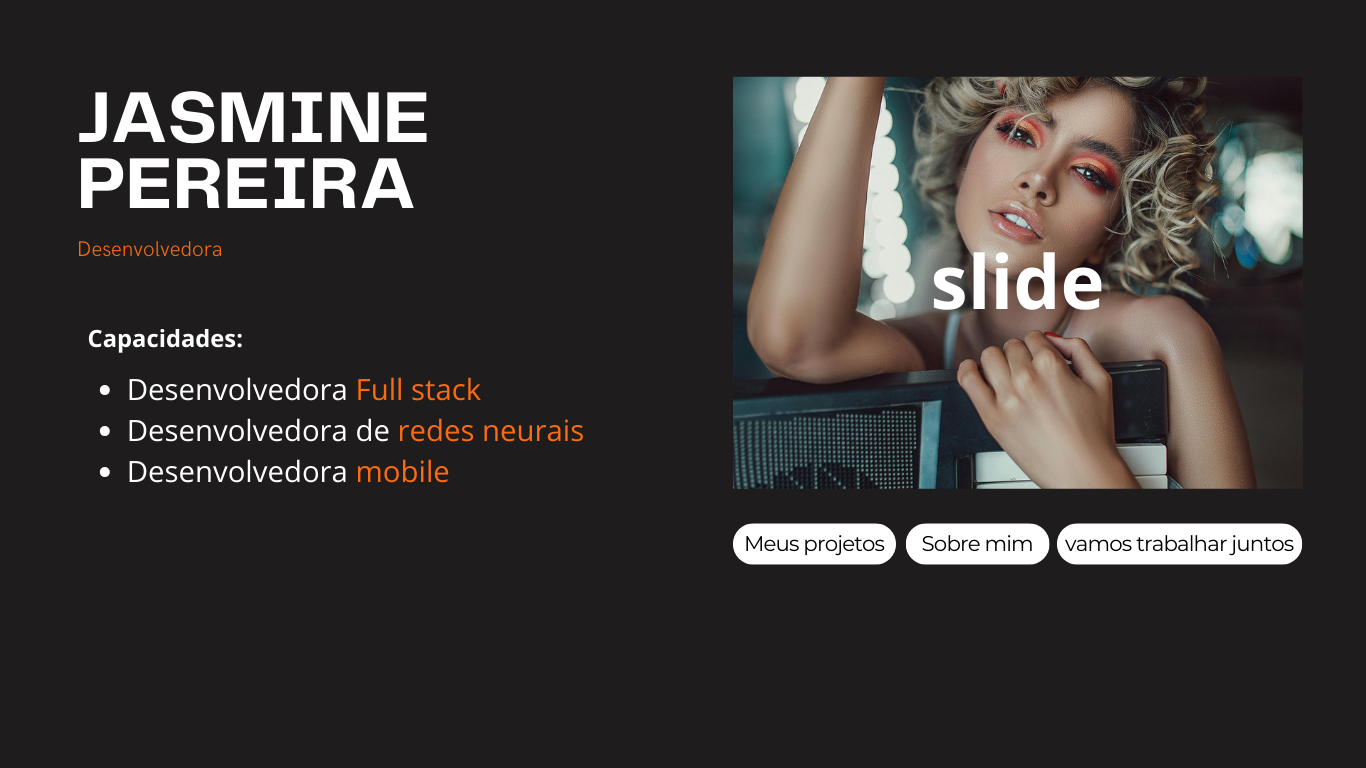 JASMINE
PEREIRA
Desenvolvedora
Capacidades:
• Desenvolvedora Full stack
• Desenvolvedora de redes neurais
• Desenvolvedora mobile
slide
Meus projetos
Sobre mim
vamos trabalhar juntos